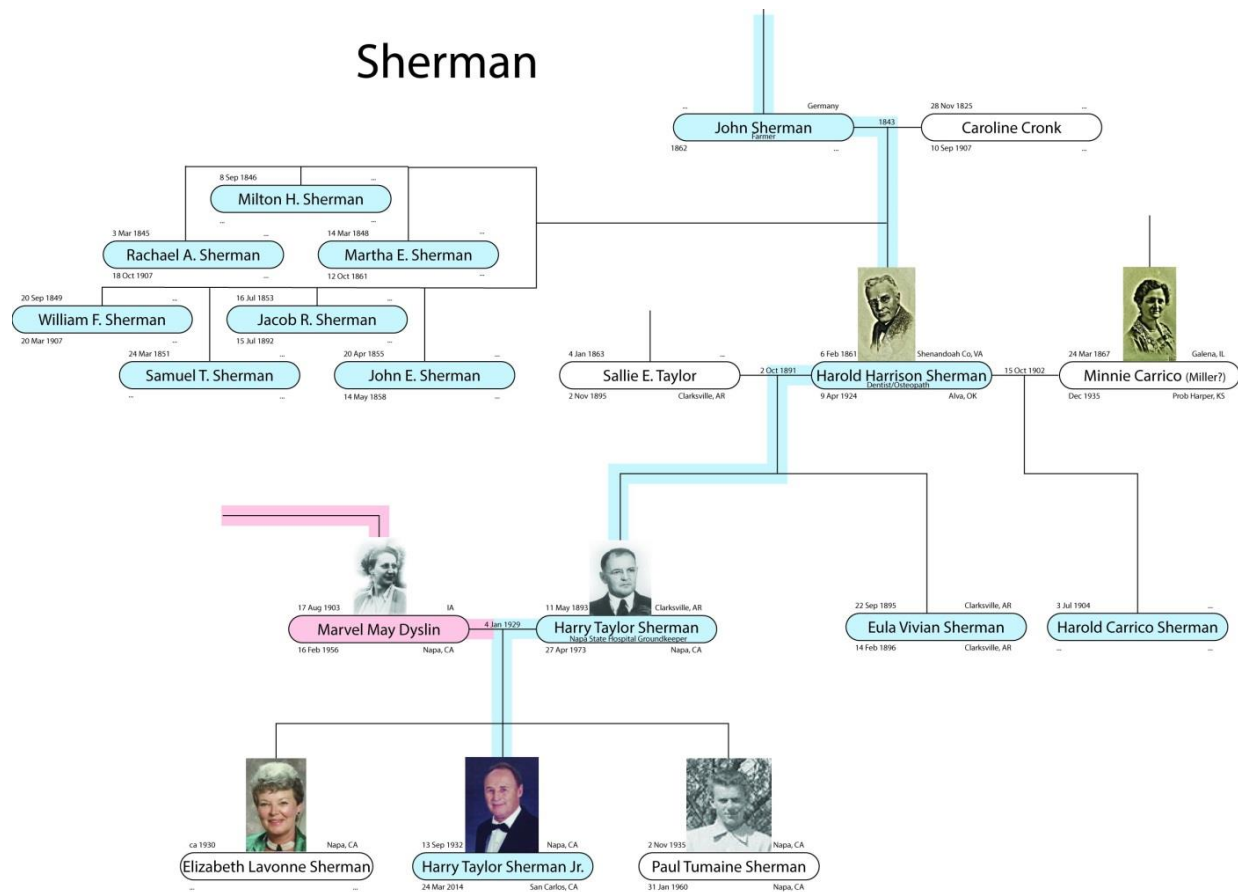 Sherman
... Germany
John Sherman
Farmer
1862 ...
1843
28 Nov 1825 ...
Caroline Cronk
10 Sep 1907 ...
8 Sep 1846 ...
Milton H. Sherman
... ...
3 Mar 1845 ...
Rachael A. Sherman
18 Oct 1907 ...
14 Mar 1848 ...
Martha E. Sherman
12 Oct 1861 ...
20 Sep 1849 ...
William F. Sherman
20 Mar 1907 ...
16 Jul 1853 ...
Jacob R. Sherman
15 Jul 1892 ...
24 Mar 1851 ...
Samuel T. Sherman
... ...
20 Apr 1855 ...
John E. Sherman
14 May 1858 ...
4 Jan 1863 ...
Sallie E. Taylor
2 Nov 1895 Clarksville, AR
2 Oct 1891
6 Feb 1861 Shenandoah Co, VA
Harold Harrison Sherman
Dentist/Osteopath
9 Apr 1924 Alva, OK
15 Oct 1902
24 Mar 1867 Galena, IL
Minnie Carrico (Miller?)
Dec 1935 Prob Harper, KS
17 Aug 1903 IA
Marvel May Dyslin
16 Feb 1956 Napa, CA
4 Jan 1929
11 May 1893 Clarksville, AR
Harry Taylor Sherman
Napa State Hospital Groundkeeper
27 Apr 1973 Napa, CA
22 Sep 1895 Clarksville, AR
Eula Vivian Sherman
14 Feb 1896 Clarksville, AR
3 Jul 1904 ...
Harold Carrico Sherman
... ...
ca 1930 Napa, CA
Elizabeth Lavonne Sherman
... ...
13 Sep 1932 Napa, CA
Harry Taylor Sherman Jr.
24 Mar 2014 San Carlos, CA
2 Nov 1935 Napa, CA
Paul Tumaine Sherman
31 Jan 1960 Napa, CA